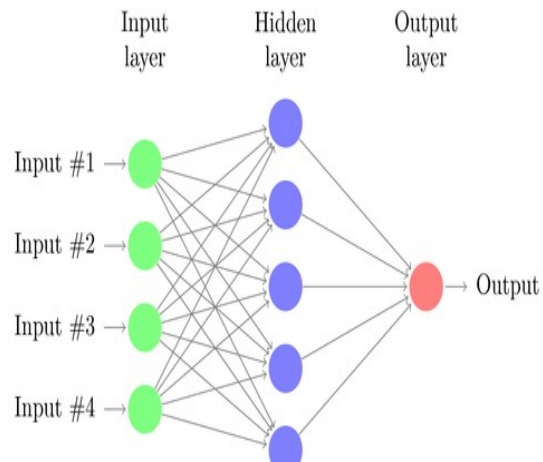 Input
layer
Hidden
layer
Output
layer
Input #1
Input #2
Input #3
Input #4
Output